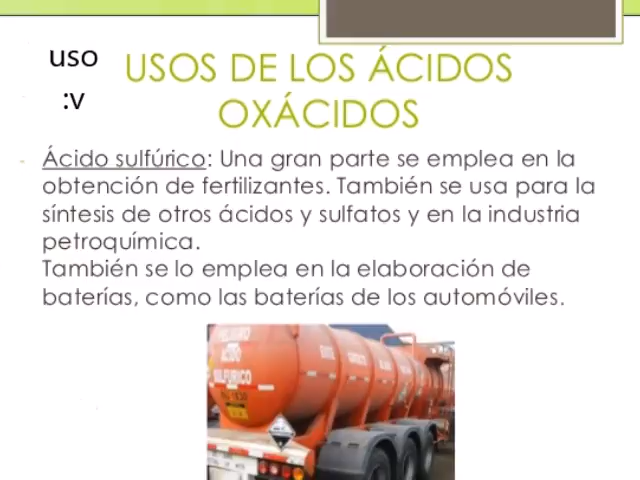 uso
:v
USOS DE LOS ÁCIDOS
OXÁCIDOS
- Ácido sulfúrico: Una gran parte se emplea en la
obtención de fertilizantes. También se usa para la
síntesis de otros ácidos y sulfatos y en la industria
petroquímica.
También se lo emplea en la elaboración de
baterías, como las baterías de los automóviles.
PELIGRO
ÁCIDO
SULFÚRICO